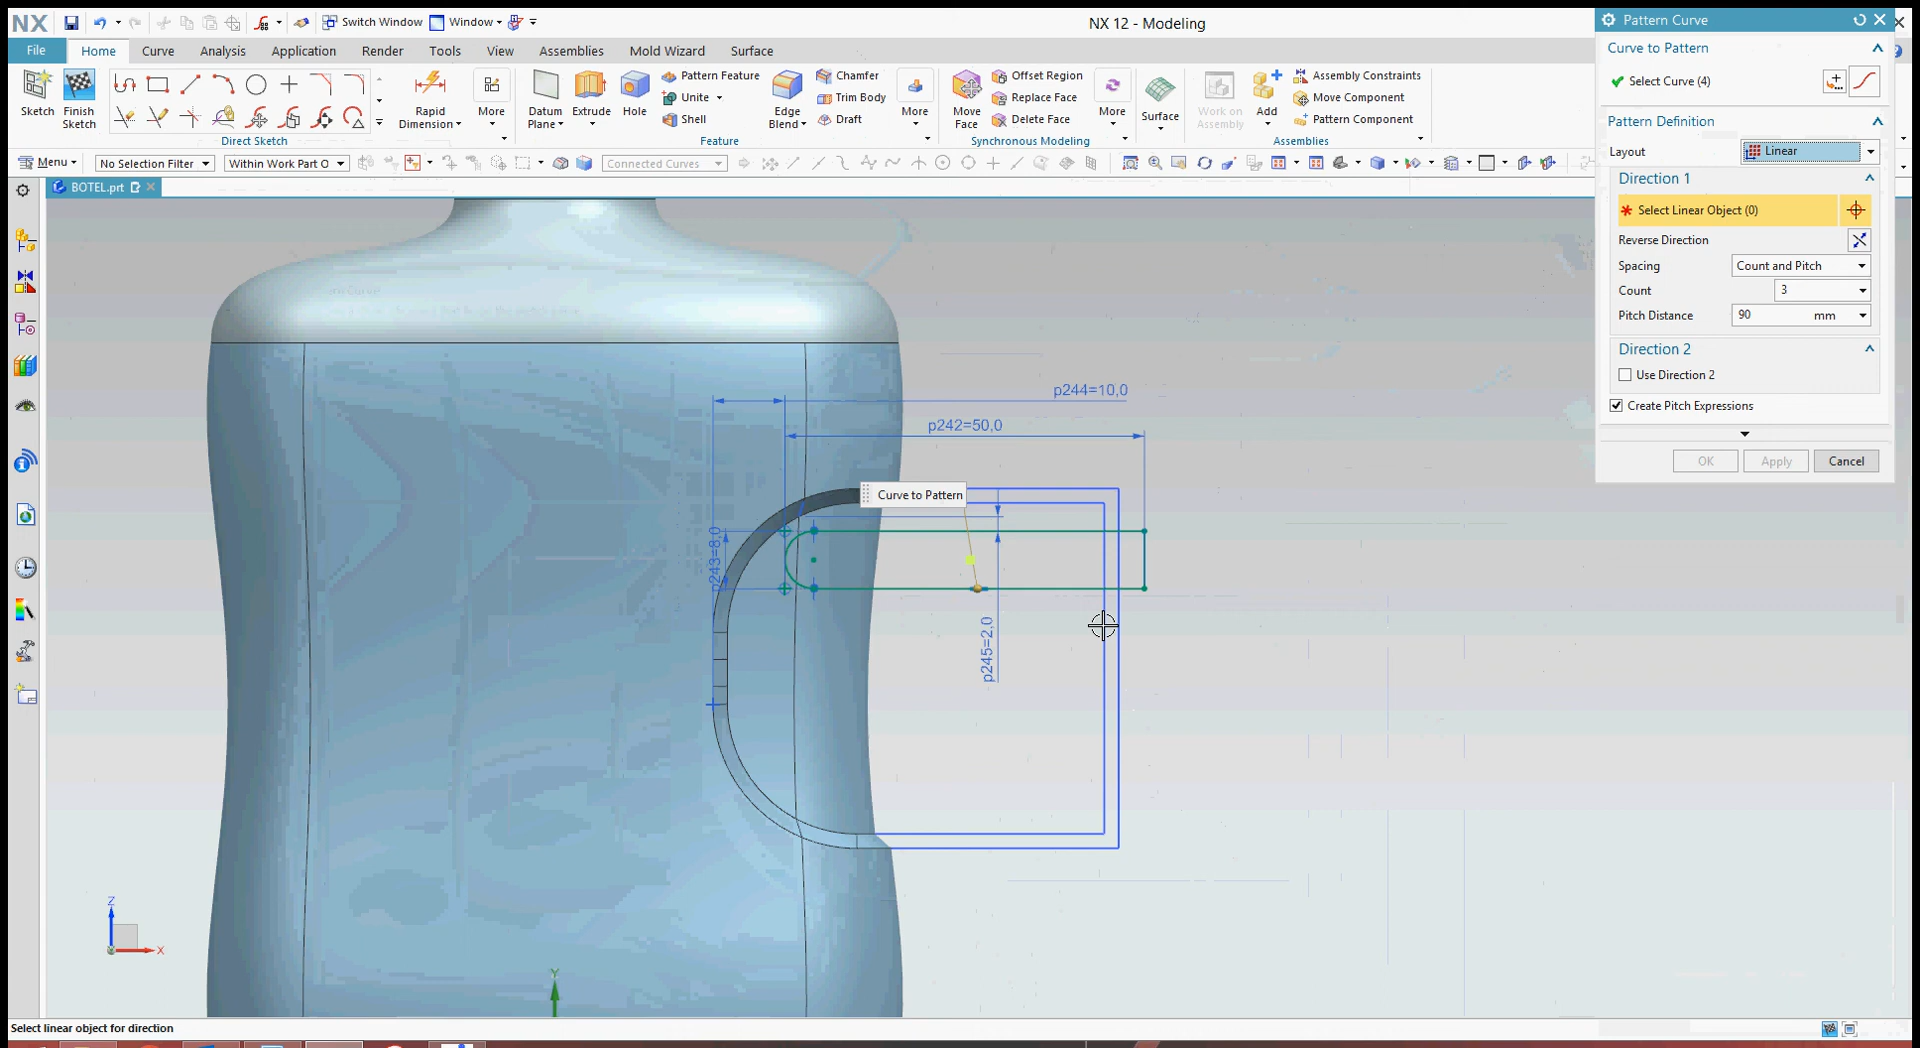 NX
Switch Window
Window
NX 12 - Modeling
File
Home
Curve
Analysis
Application
Render
Tools
View
Assemblies
Mold Wizard
Surface
Sketch
Finish Sketch
Direct Sketch
Rapid Dimension
More
Datum Plane
Extrude
Hole
Pattern Feature
Unite
Shell
Feature
Edge Blend
Chamfer
Trim Body
Draft
More
Move Face
Offset Region
Replace Face
Delete Face
More
Synchronous Modeling
Surface
Work on Assembly
Add
Assembly Constraints
Move Component
Pattern Component
Assemblies
Menu
No Selection Filter
Within Work Part O
Connected Curves
BOTEL.prt
Pattern Curve
Curve to Pattern
Select Curve (4)
Pattern Definition
Layout
Linear
Direction 1
Select Linear Object (0)
Reverse Direction
Spacing
Count and Pitch
Count
3
Pitch Distance
90 mm
Direction 2
Use Direction 2
Create Pitch Expressions
OK
Apply
Cancel
p244=10,0
p242=50,0
Curve to Pattern
p243=8,0
p245=2,0
Z
X
Y
Select linear object for direction